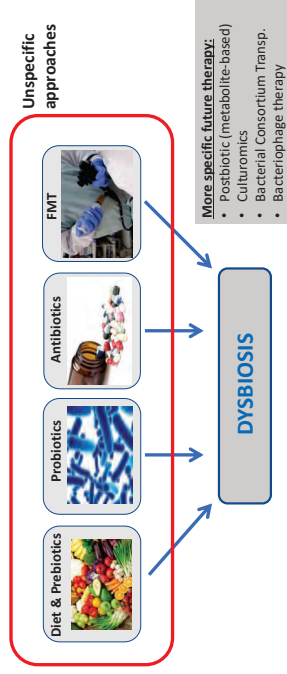 Unspecific
approaches
Diet & Prebiotics
Probiotics
Antibiotics
FMT
DYSBIOSIS
More specific future therapy:
• Postbiotic (metabolite-based)
• Culturomics
• Bacterial Consortium Transp.
• Bacteriophage therapy